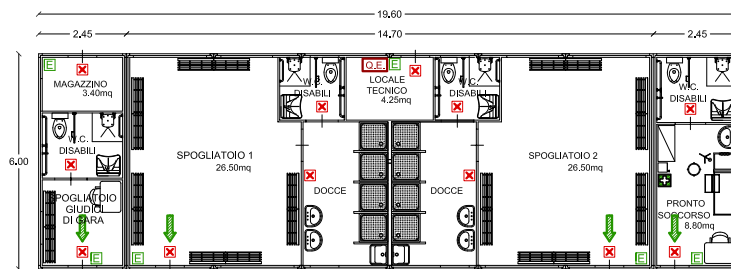 19.60
2.45
14.70
2.45
6.00
E
MAGAZZINO
3.40mq
W.C.
DISABILI
SPOGLIATOIO
GIUDICI
DI GARA
E
SPOGLIATOIO 1
26.50mq
E
W.C.
DISABILI
Q.E.
E
LOCALE
TECNICO
4.25mq
W.C.
DISABILI
DOCCE
DOCCE
SPOGLIATOIO 2
26.50mq
E
W.C.
DISABILI
PRONTO
SOCCORSO
8.80mq
E